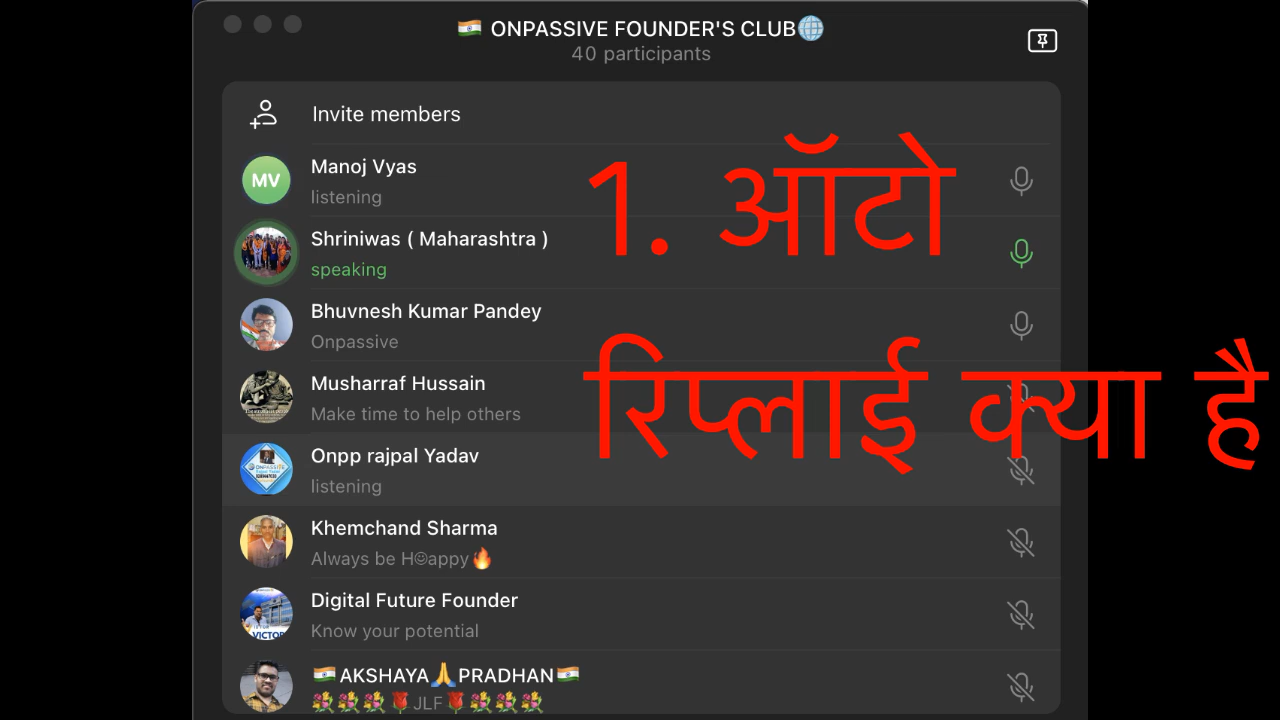 🇮🇳 ONPASSIVE FOUNDER'S CLUB🌐
40 participants
Invite members
MV
Manoj Vyas
listening
Shriniwas ( Maharashtra )
speaking
Bhuvnesh Kumar Pandey
Onpassive
Musharraf Hussain
Make time to help others
Onpp rajpal Yadav
listening
Khemchand Sharma
Always be H☺appy🔥
Digital Future Founder
Know your potential
🇮🇳AKSHAYA🙏PRADHAN🇮🇳
💐💐💐🌹JLF🌹💐💐💐
1. ऑटो
रिप्लाई क्या है